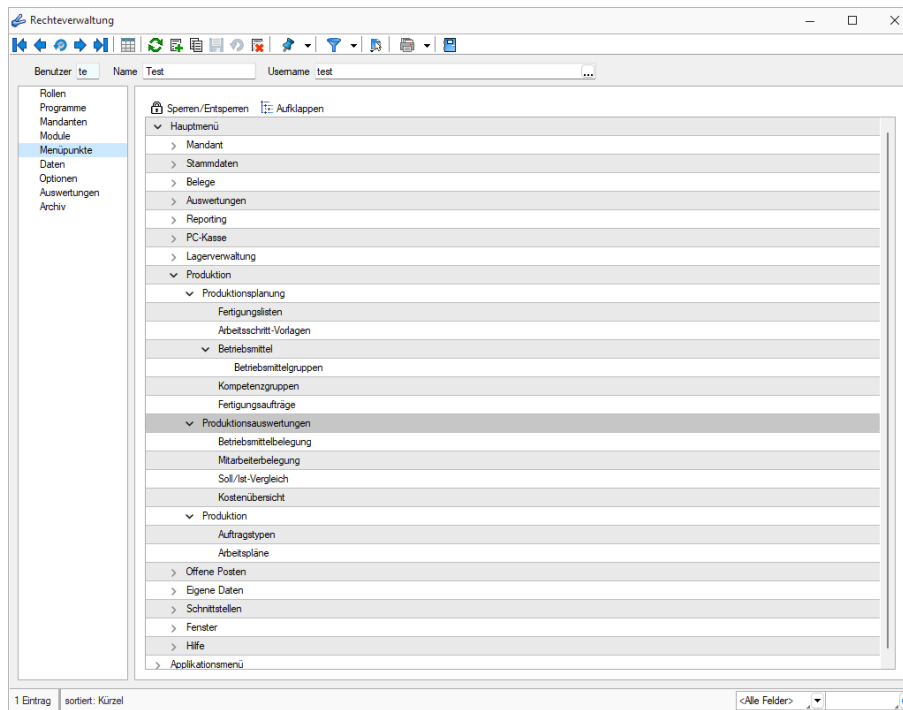 Rechteverwaltung
Benutzer te Name Test Username test ...
Rollen
Programme
Mandanten
Module
Menüpunkte
Daten
Optionen
Auswertungen
Archiv
Sperren/Entsperren Aufklappen
Hauptmenü
Mandant
Stammdaten
Belege
Auswertungen
Reporting
PC-Kasse
Lagerverwaltung
Produktion
Produktionsplanung
Fertigungslisten
Arbeitsschritt-Vorlagen
Betriebsmittel
Betriebsmittelgruppen
Kompetenzgruppen
Fertigungsaufträge
Produktionsauswertungen
Betriebsmittelbelegung
Mitarbeiterbelegung
Soll/Ist-Vergleich
Kostenübersicht
Produktion
Auftragstypen
Arbeitspläne
Offene Posten
Eigene Daten
Schnittstellen
Fenster
Hilfe
Applikationsmenü
1 Eintrag sortiert: Kürzel <Alle Felder>